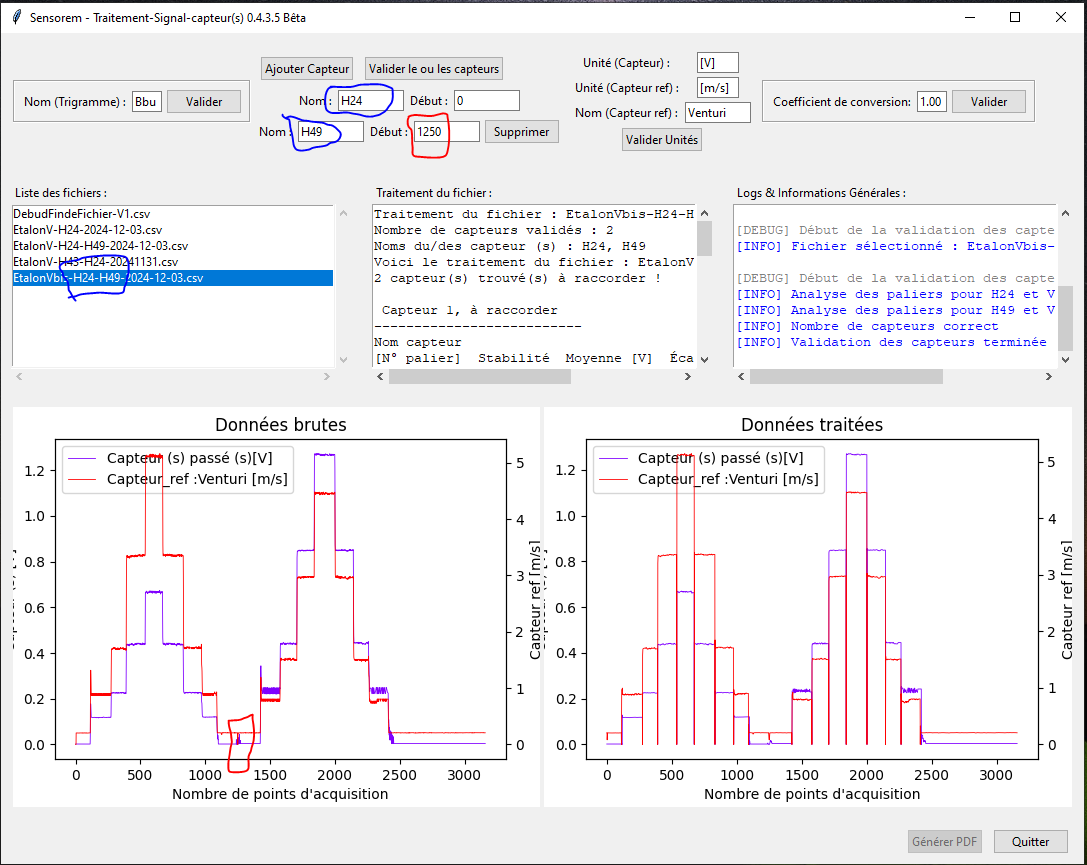 Sensorem - Traitement-Signal-capteur(s) 0.4.3.5 Bêta
Nom (Trigramme) : Bbu Valider
Ajouter Capteur Valider le ou les capteurs
Nom : H24 Début : 0
Nom : H49 Début : 1250 Supprimer
Unité (Capteur) : [V]
Unité (Capteur ref) : [m/s]
Nom (Capteur ref) : Venturi
Valider Unités
Coefficient de conversion: 1.00 Valider
Liste des fichiers :
DebudFindeFichier-V1.csv
EtalonV-H24-2024-12-03.csv
EtalonV-H24-H49-2024-12-03.csv
EtalonV-H43-H24-20241131.csv
EtalonVbis-H24-H49-2024-12-03.csv
Traitement du fichier :
Traitement du fichier : EtalonVbis-H24-H
Nombre de capteurs validés : 2
Noms du/des capteur (s) : H24, H49
Voici le traitement du fichier : EtalonV
2 capteur(s) trouvé(s) à raccorder !
Capteur 1, à raccorder
--------------------------
Nom capteur
[N° palier] Stabilité Moyenne [V] Éca
Logs & Informations Générales :
[DEBUG] Début de la validation des capte
[INFO] Fichier sélectionné : EtalonVbis-
[DEBUG] Début de la validation des capte
[INFO] Analyse des paliers pour H24 et V
[INFO] Analyse des paliers pour H49 et V
[INFO] Nombre de capteurs correct
[INFO] Validation des capteurs terminée
Données brutes
Capteur (s) passé (s)[V]
Capteur_ref :Venturi [m/s]
1.2
1.0
0.8
0.6
0.4
0.2
0.0
5
4
3
2
1
0
Capteur ref [m/s]
0 500 1000 1500 2000 2500 3000
Nombre de points d'acquisition
Données traitées
Capteur (s) passé (s)[V]
Capteur_ref :Venturi [m/s]
1.2
1.0
0.8
0.6
0.4
0.2
0.0
5
4
3
2
1
0
Capteur ref [m/s]
0 500 1000 1500 2000 2500 3000
Nombre de points d'acquisition
Générer PDF Quitter